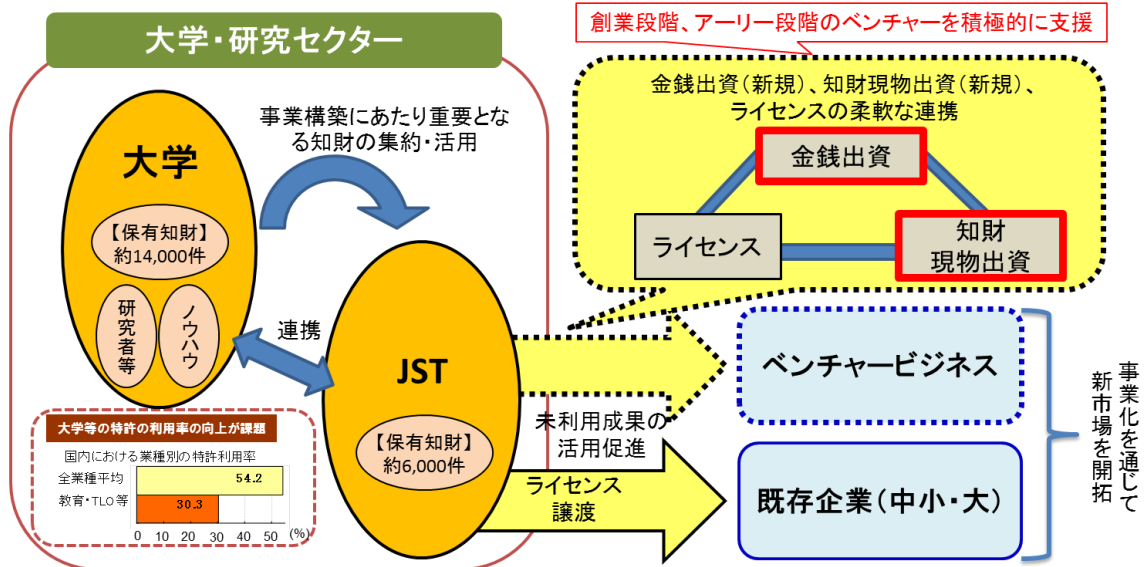 大学・研究セクター
創業段階、アーリー段階のベンチャーを積極的に支援
金銭出資(新規)、知財現物出資(新規)、
ライセンスの柔軟な連携
金銭出資
ライセンス
知財
現物出資
事業構築にあたり重要とな
る知財の集約・活用
大学
【保有知財】
約14,000件
研究者等
ノウハウ
連携
JST
【保有知財】
約6,000件
大学等の特許の利用率の向上が課題
国内における業種別の特許利用率
全業種平均
54.2
教育・TLO等
30.3
0 10 20 30 40 50 (%)
未利用成果の
活用促進
ライセンス
譲渡
ベンチャービジネス
既存企業(中小・大)
事業化を通じて
新市場を開拓